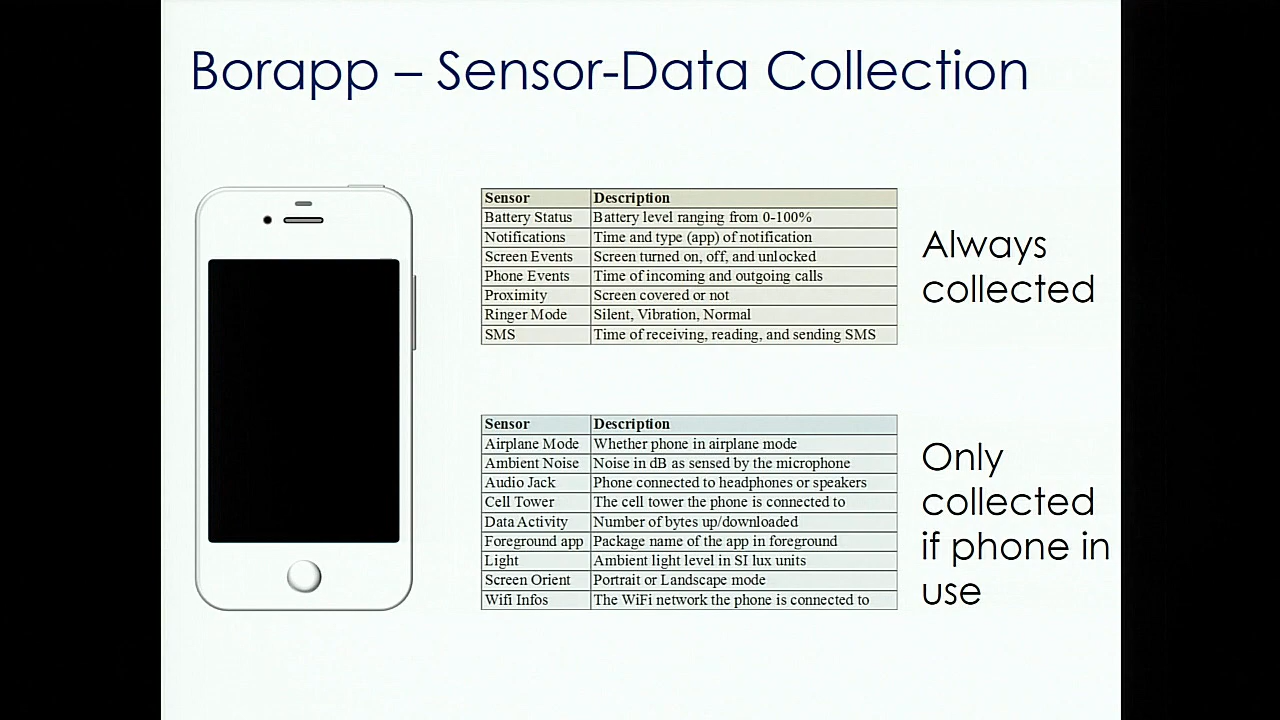 Borapp – Sensor-Data Collection
Sensor Description
Battery Status Battery level ranging from 0-100%
Notifications Time and type (app) of notification
Screen Events Screen turned on, off, and unlocked
Phone Events Time of incoming and outgoing calls
Proximity Screen covered or not
Ringer Mode Silent, Vibration, Normal
SMS Time of receiving, reading, and sending SMS
Always
collected
Sensor Description
Airplane Mode Whether phone in airplane mode
Ambient Noise Noise in dB as sensed by the microphone
Audio Jack Phone connected to headphones or speakers
Cell Tower The cell tower the phone is connected to
Data Activity Number of bytes up/downloaded
Foreground app Package name of the app in foreground
Light Ambient light level in SI lux units
Screen Orient Portrait or Landscape mode
Wifi Infos The WiFi network the phone is connected to
Only
collected
if phone in
use